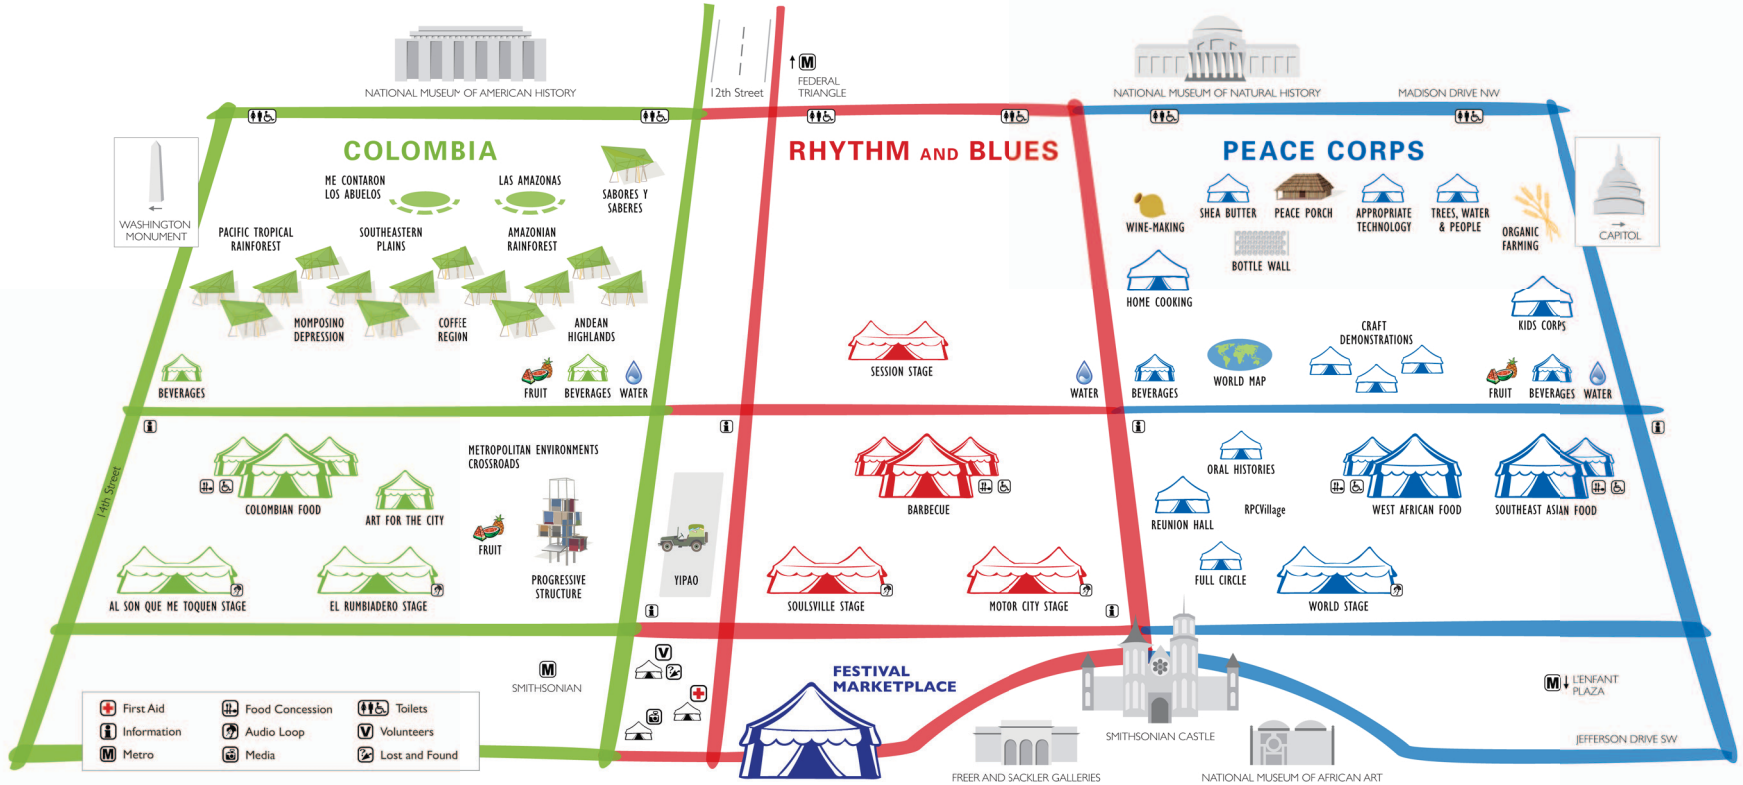 NATIONAL MUSEUM OF AMERICAN HISTORY
12th Street
M
FEDERAL
TRIANGLE
NATIONAL MUSEUM OF NATURAL HISTORY
MADISON DRIVE NW
WASHINGTON
MONUMENT
COLOMBIA
ME CONTARON
LOS ABUELOS
LAS AMAZONAS
SABORES Y
SABERES
PACIFIC TROPICAL
RAINFOREST
SOUTHEASTERN
PLAINS
AMAZONIAN
RAINFOREST
MOMPOSINO
DEPRESSION
COFFEE
REGION
ANDEAN
HIGHLANDS
BEVERAGES
FRUIT
BEVERAGES
WATER
RHYTHM AND BLUES
SESSION STAGE
WATER
PEACE CORPS
WINE-MAKING
SHEA BUTTER
PEACE PORCH
APPROPRIATE
TECHNOLOGY
TREES, WATER
& PEOPLE
ORGANIC
FARMING
CAPITOL
BOTTLE WALL
HOME COOKING
KIDS CORPS
CRAFT
DEMONSTRATIONS
BEVERAGES
WORLD MAP
FRUIT
BEVERAGES
WATER
14th Street
i
COLOMBIAN FOOD
ART FOR THE CITY
METROPOLITAN ENVIRONMENTS
CROSSROADS
FRUIT
PROGRESSIVE
STRUCTURE
AL SON QUE ME TOQUEN STAGE
EL RUMBIADERO STAGE
i
YIPAO
i
BARBECUE
SOULSVILLE STAGE
MOTOR CITY STAGE
i
i
ORAL HISTORIES
REUNION HALL
RPCVillage
FULL CIRCLE
WORLD STAGE
WEST AFRICAN FOOD
SOUTHEAST ASIAN FOOD
i
M
SMITHSONIAN
V
FESTIVAL
MARKETPLACE
SMITHSONIAN CASTLE
FREER AND SACKLER GALLERIES
NATIONAL MUSEUM OF AFRICAN ART
M
L'ENFANT
PLAZA
JEFFERSON DRIVE SW
First Aid
Food Concession
Toilets
i Information
Audio Loop
V Volunteers
M Metro
Media
Lost and Found